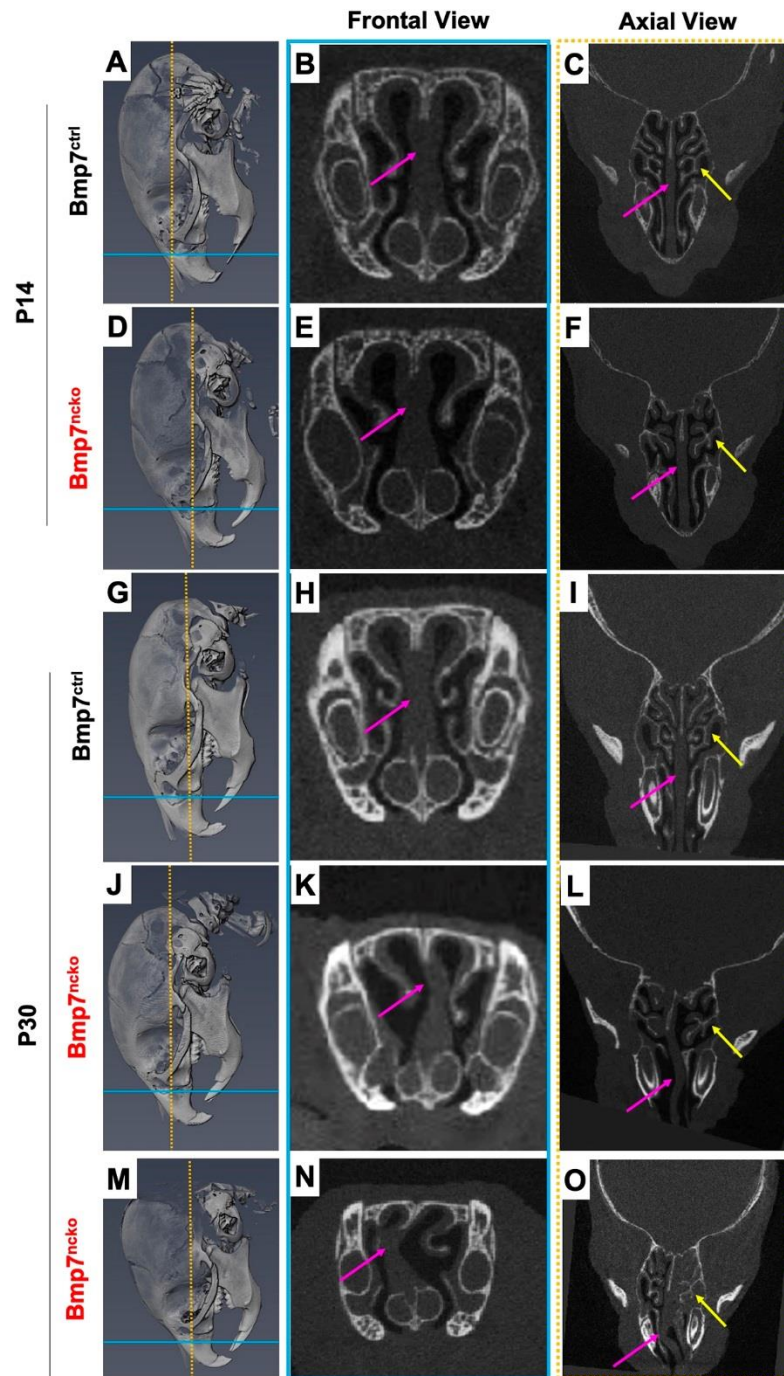 Frontal View Axial View
A B C
P14
Bmp7ctrl
D E F
Bmp7ncko
G H I
P30
Bmp7ctrl
J K L
Bmp7ncko
M N O
Bmp7ncko